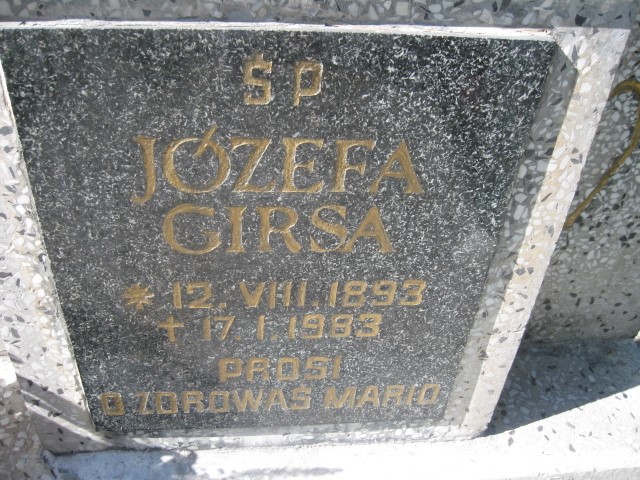 ŚP
JÓZEFA
GIRSA
* 12. VIII. 1893
+ 17. I. 1983
PROSI
O ZDROWAŚ MARIO